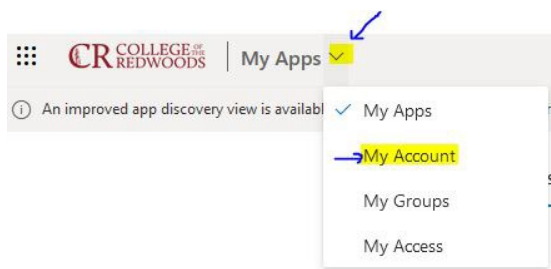 CR COLLEGE OF THE REDWOODS My Apps
An improved app discovery view is availabl
My Apps
My Account
My Groups
My Access